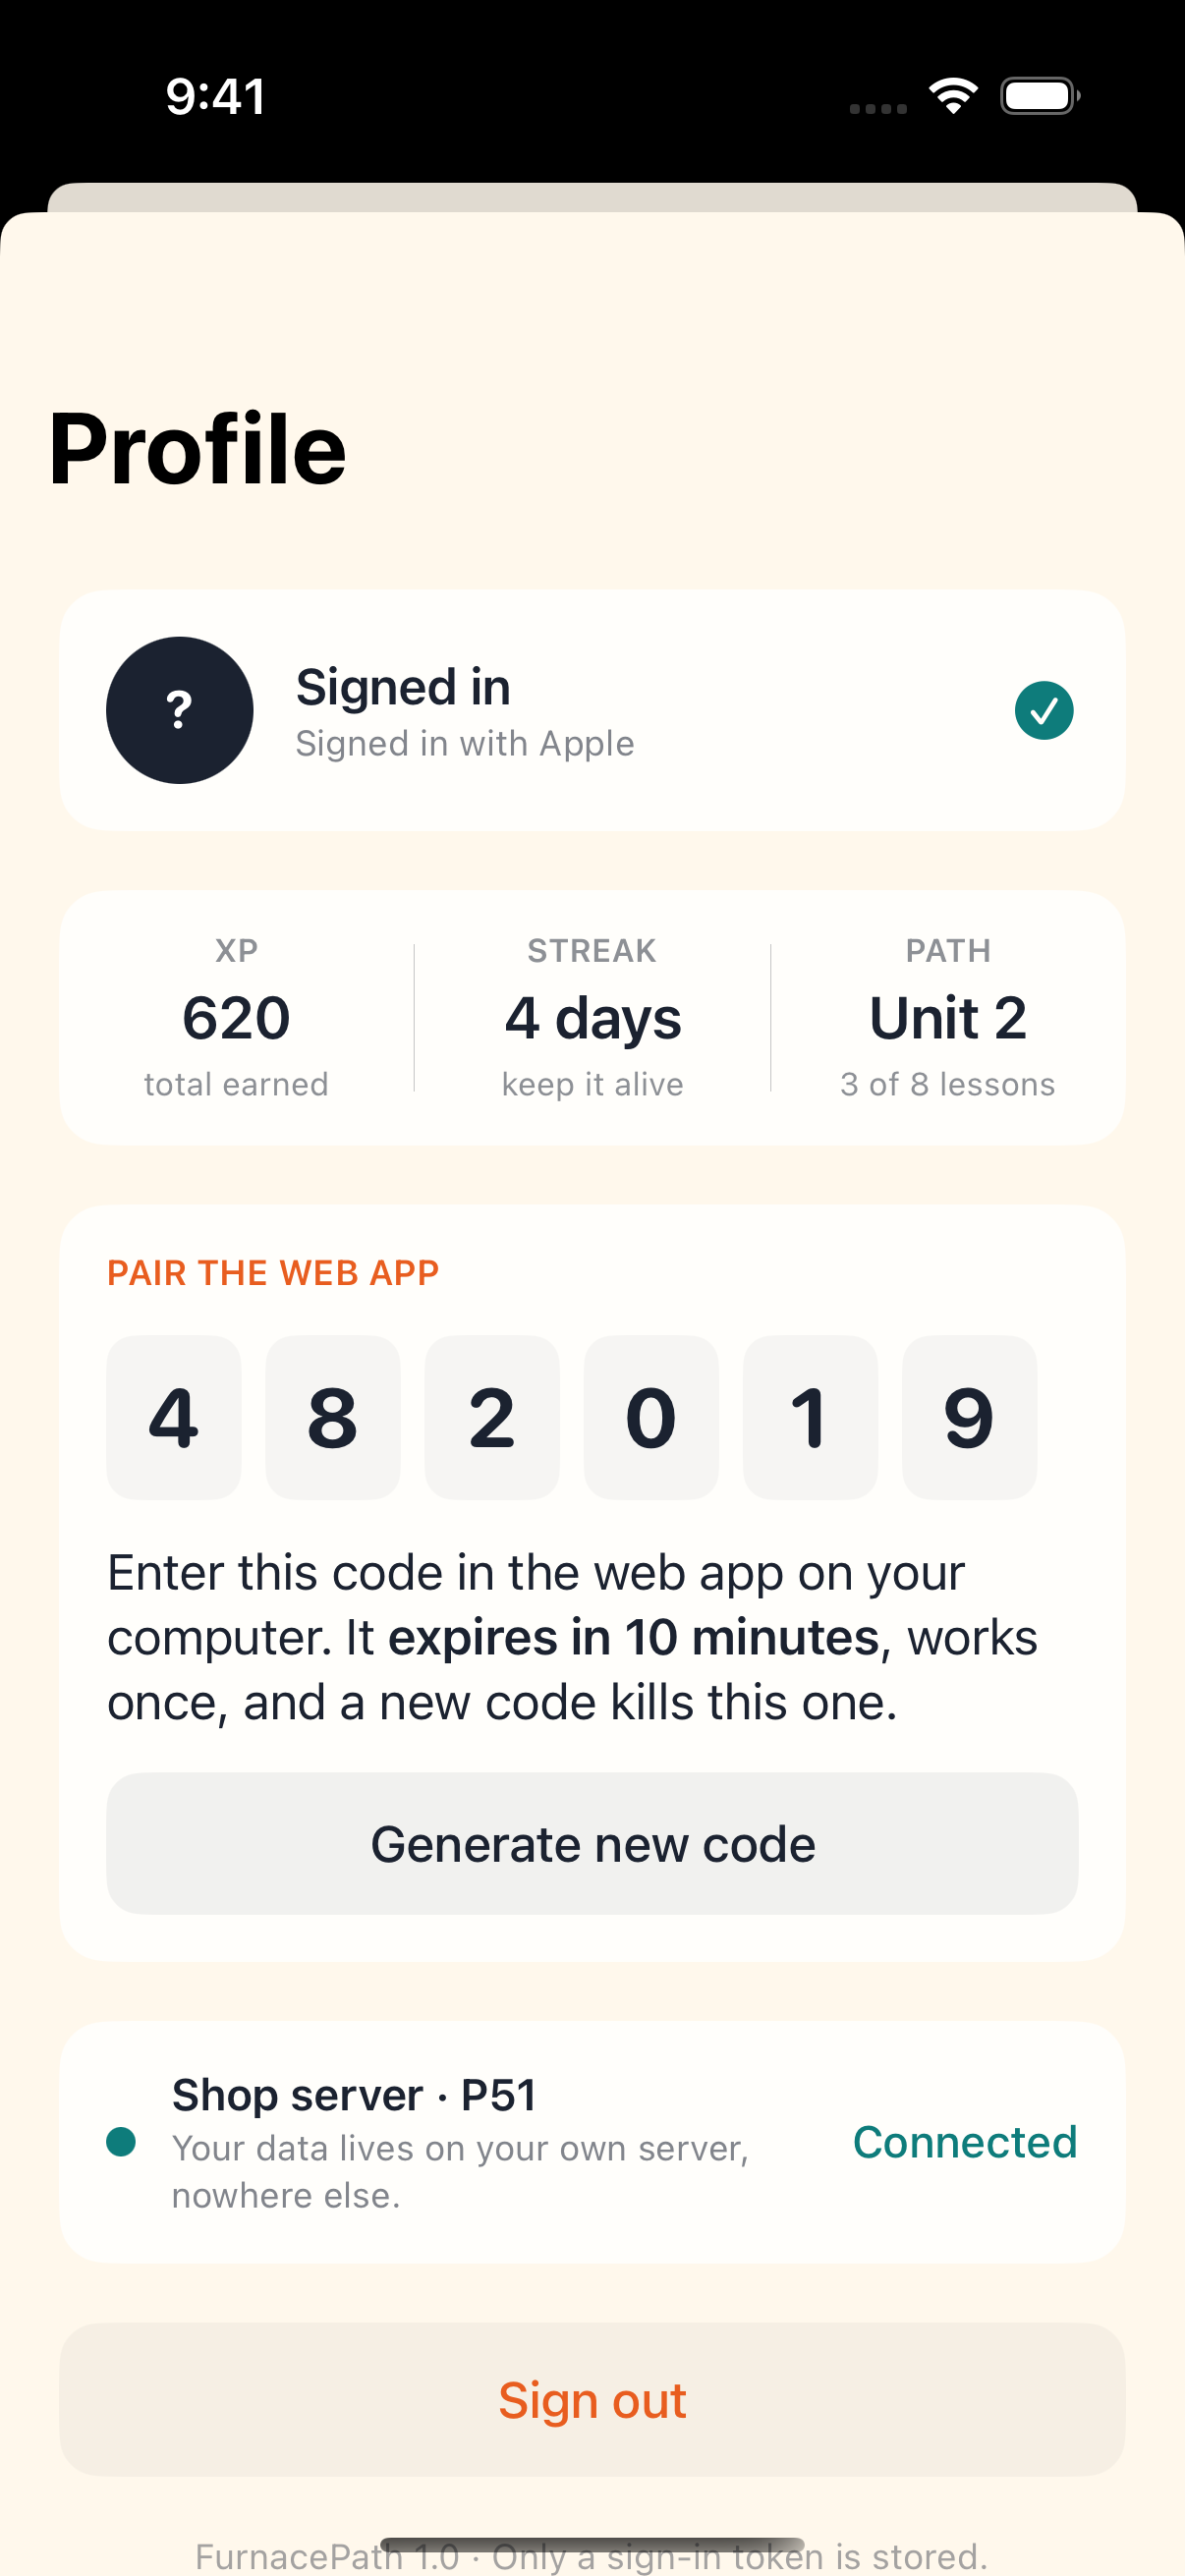 9:41
Profile
?
Signed in
Signed in with Apple
XP
620
total earned
STREAK
4 days
keep it alive
PATH
Unit 2
3 of 8 lessons
PAIR THE WEB APP
4 8 2 0 1 9
Enter this code in the web app on your
computer. It expires in 10 minutes, works
once, and a new code kills this one.
Generate new code
Shop server · P51
Your data lives on your own server,
nowhere else.
Connected
Sign out
FurnacePath 1.0 · Only a sign-in token is stored.